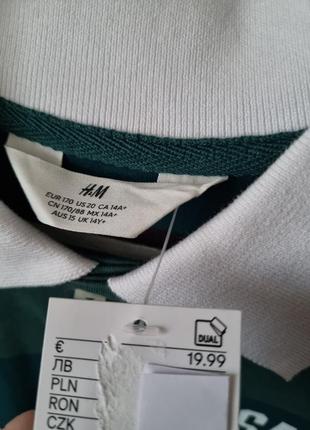 H&M
EUR 170 US 20 CA 14A+
CN 170/88 MX 14A+
AUS 15 UK 14Y+
DUAL
€ 19.99
ЛВ
PLN
RON
CZK